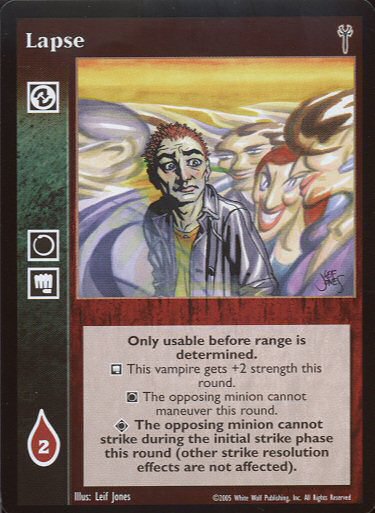 Lapse
LEIF
JONES
Only usable before range is
determined.
This vampire gets +2 strength this
round.
The opposing minion cannot
maneuver this round.
The opposing minion cannot
strike during the initial strike phase
this round (other strike resolution
effects are not affected).
2
Illus: Leif Jones
©2005 White Wolf Publishing, Inc. All Rights Reserved